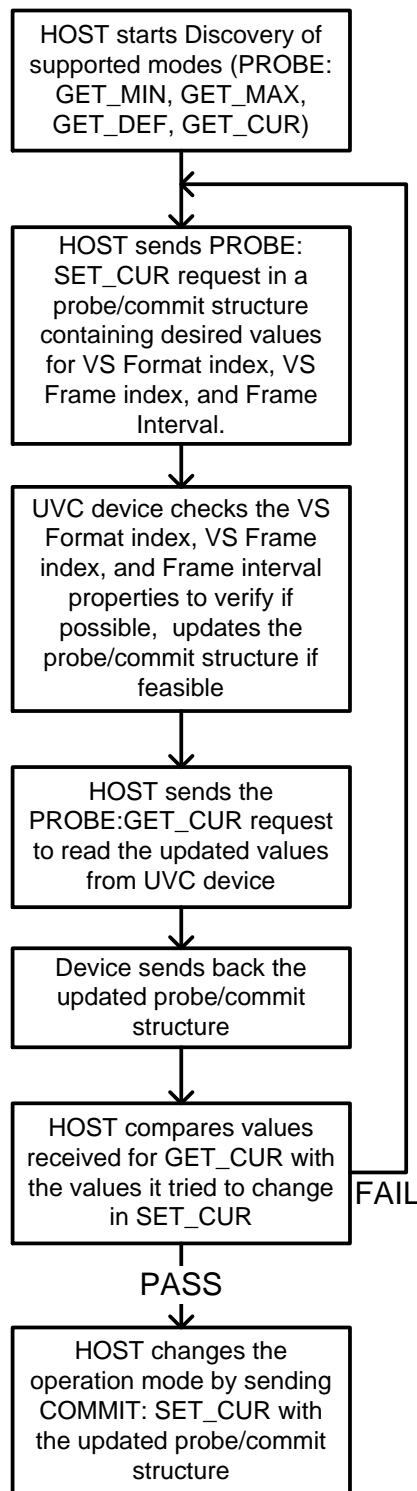 HOST starts Discovery of
supported modes (PROBE:
GET_MIN, GET_MAX,
GET_DEF, GET_CUR)
HOST sends PROBE:
SET_CUR request in a
probe/commit structure
containing desired values
for VS Format index, VS
Frame index, and Frame
Interval.
UVC device checks the VS
Format index, VS Frame
index, and Frame interval
properties to verify if
possible,  updates the
probe/commit structure if
feasible
HOST sends the
PROBE:GET_CUR request
to read the updated values
from UVC device
Device sends back the
updated probe/commit
structure
HOST compares values
received for GET_CUR with
the values it tried to change
in SET_CUR
FAIL
PASS
HOST changes the
operation mode by sending
COMMIT: SET_CUR with
the updated probe/commit
structure